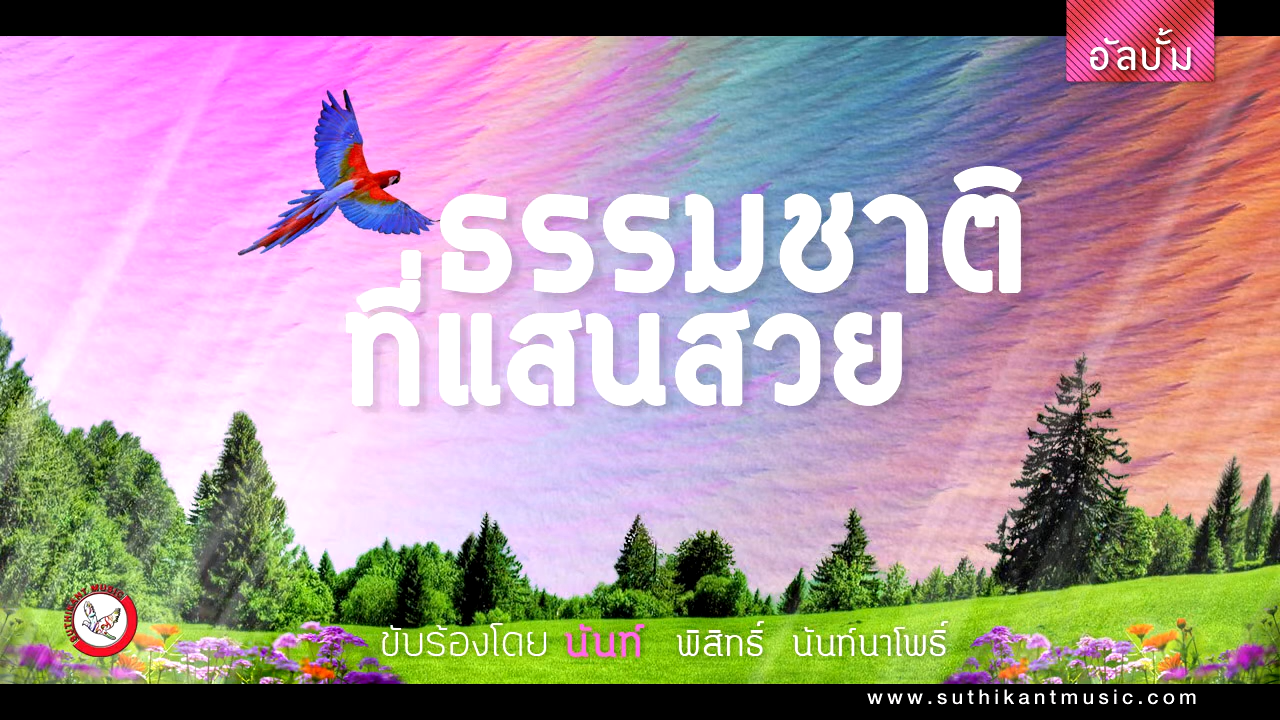 อัลบั้ม
ธรรมชาติ
ที่แสนสวย
SUTHIKANT MUSIC
ขับร้องโดย นันท์ พิสิทธิ์ นันท์นาโพธิ์
www.suthikantmusic.com